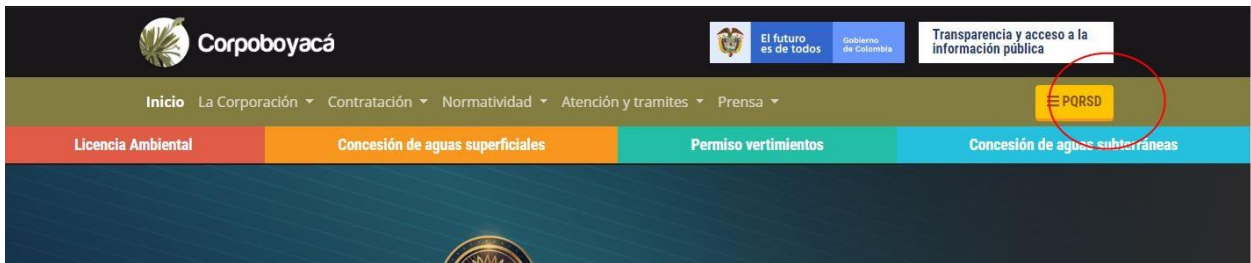 Corpoboyacá
El futuro
es de todos
Gobierno
de Colombia
Transparencia y acceso a la
información pública
Inicio La Corporación Contratación Normatividad Atención y tramites Prensa PQRSD
Licencia Ambiental Concesión de aguas superficiales Permiso vertimientos Concesión de aguas subterráneas